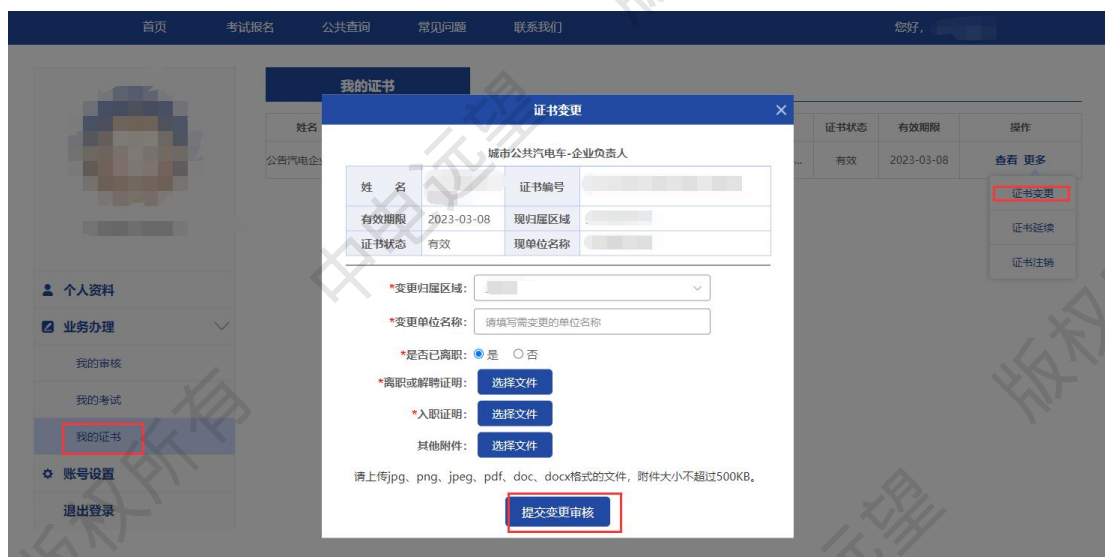 首页 考试报名 公共查询 常见问题 联系我们 您好，
我的证书
姓名 证书状态 有效期限 操作
公告汽电企 ... 有效 2023-03-08 查看 更多
证书变更
证书延续
证书注销
个人资料
业务办理
我的审核
我的考试
我的证书
账号设置
退出登录
证书变更 ×
城市公共汽电车-企业负责人
姓 名 证书编号
有效期限 2023-03-08 现归属区域
证书状态 有效 现单位名称
*变更归属区域：
*变更单位名称： 请填写需变更的单位名称
*是否已离职： 是 否
*离职或解聘证明： 选择文件
*入职证明： 选择文件
其他附件： 选择文件
请上传jpg、png、jpeg、pdf、doc、docx格式的文件，附件大小不超过500KB。
提交变更审核
中电远望
版权所有
版权
远望